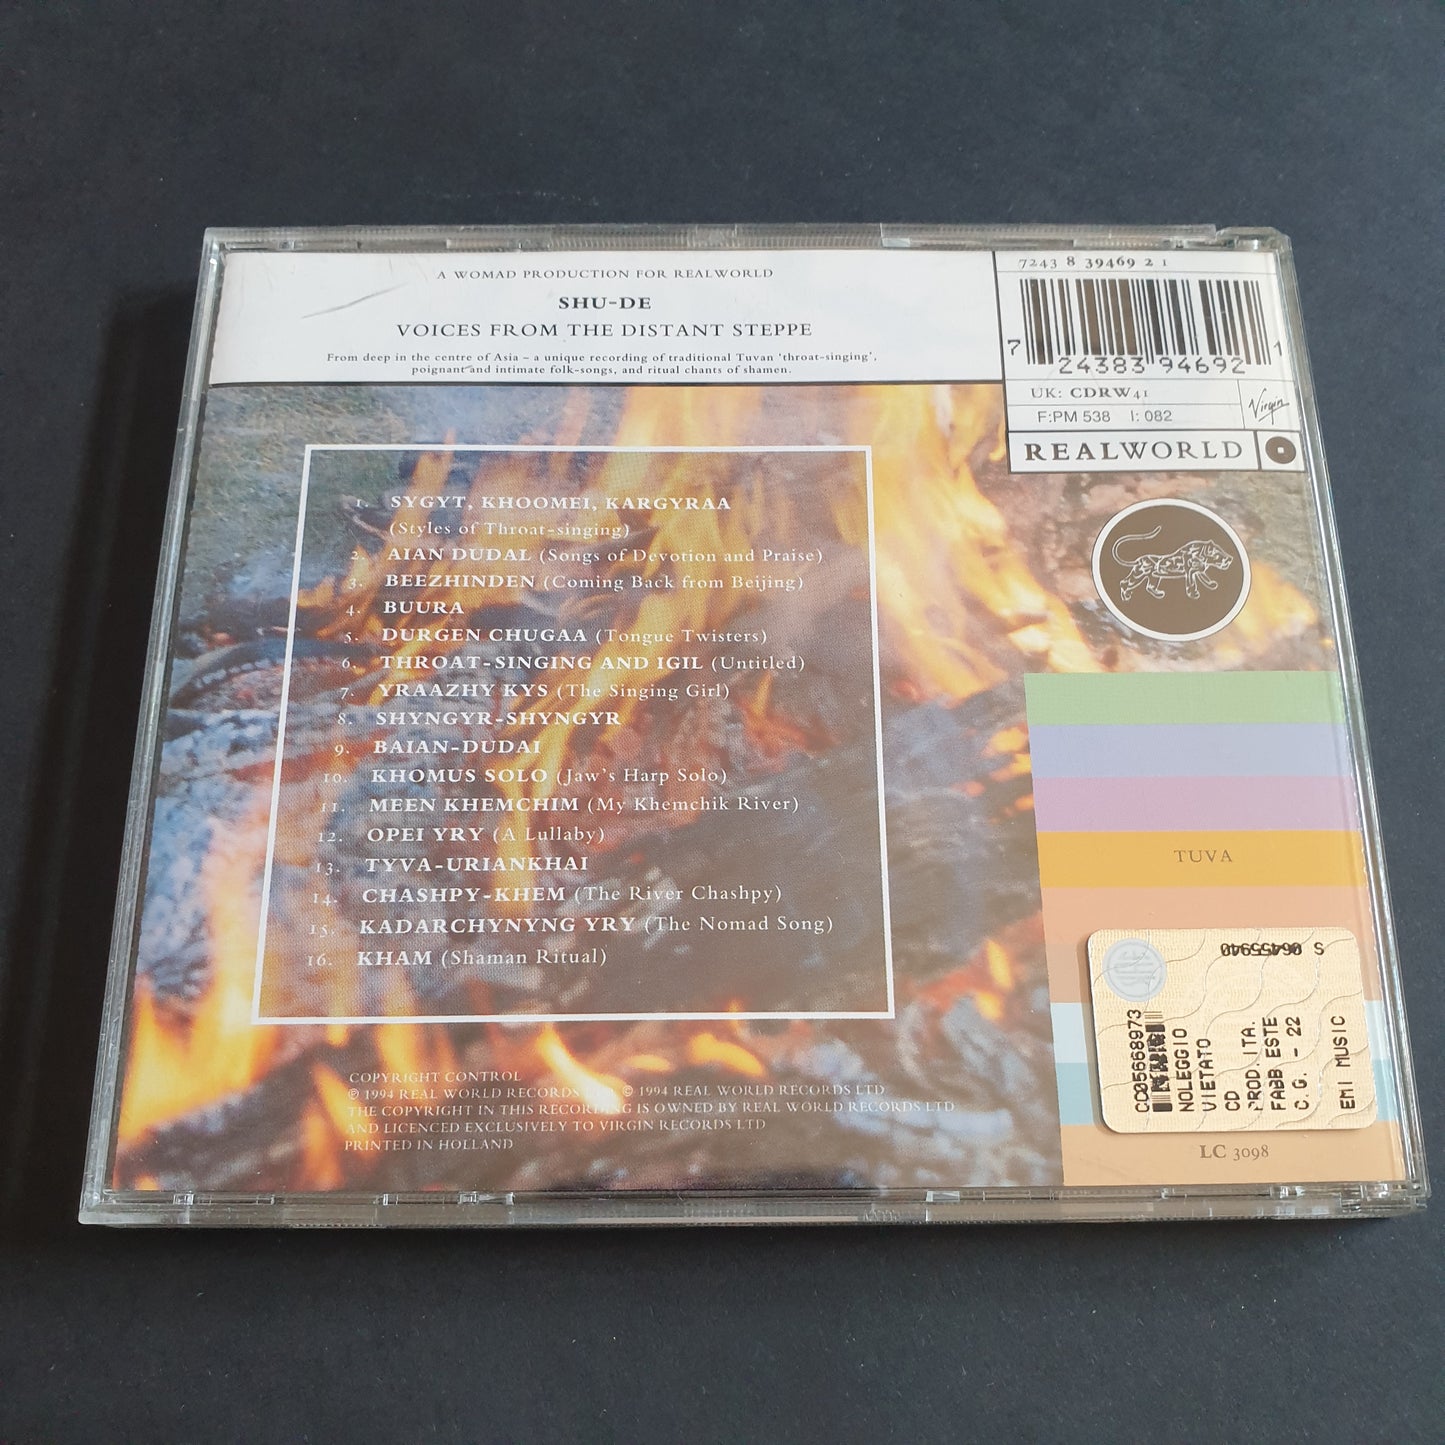 A WOMAD PRODUCTION FOR REALWORLD
SHU-DE
VOICES FROM THE DISTANT STEPPE
From deep in the centre of Asia – a unique recording of traditional Tuvan ‘throat-singing’,
poignant and intimate folk-songs, and ritual chants of shamen.
7243 8 39469 2 1
7 24383 94692 1
UK: CDRW41
F:PM 538 I: 082
Virgin
REALWORLD
1. SYGYT, KHOOMEI, KARGYRAA
(Styles of Throat-singing)
2. AIAN DUDAL (Songs of Devotion and Praise)
3. BEEZHINDEN (Coming Back from Beijing)
4. BUURA
5. DURGEN CHUGAA (Tongue Twisters)
6. THROAT-SINGING AND IGIL (Untitled)
7. YRAAZHY KYS (The Singing Girl)
8. SHYNGYR-SHYNGYR
9. BAIAN-DUDAI
10. KHOMUS SOLO (Jaw's Harp Solo)
11. MEEN KHEMCHIM (My Khemchik River)
12. OPEI YRY (A Lullaby)
13. TYVA-URIANKHAI
14. CHASHPY-KHEM (The River Chashpy)
15. KADARCHYNYNG YRY (The Nomad Song)
16. KHAM (Shaman Ritual)
COPYRIGHT CONTROL
℗ 1994 REAL WORLD RECORDS LTD. © 1994 REAL WORLD RECORDS LTD
THE COPYRIGHT IN THIS RECORDING IS OWNED BY REAL WORLD RECORDS LTD
AND LICENCED EXCLUSIVELY TO VIRGIN RECORDS LTD
PRINTED IN HOLLAND
TUVA
S 06455940
CC05668973
NOLEGGIO
VIETATO
CD
PROD.ITA.
FABB ESTE
C.G. - 22
EMI MUSIC
LC 3098